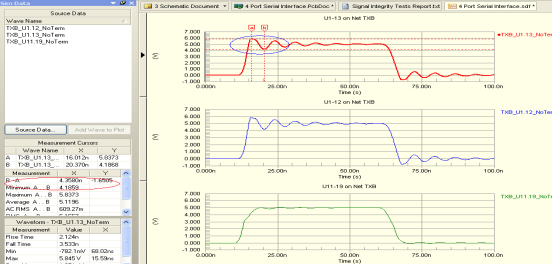 Sim Data
3 Schematic Document
4 Port Serial Interface.PcbDoc *
Signal Integrity Tests Report.txt
4 Port Serial Interface.sdf *
Source Data
Wave Name
TXB_U1.12_NoTerm
TXB_U1.13_NoTerm
TXB_U11.19_NoTerm
Source Data...
Add Wave to Plot
Measurement Cursors
Wave Name X Y
A TXB_U1.13_... 16.012n 5.8373
B TXB_U1.13_... 20.370n 4.1868
Measurement X Y
B - A 4.3580n -1.6505
Minimum A .. B 4.1859
Maximum A .. B 5.8373
Average A .. B 5.1196
AC RMS A .. B 609.27m
Waveform - TXB_U1.13_NoTerm
Measurement Value X
Rise Time 2.124n
Fall Time 3.533n
Min -782.1mV 68.02ns
Max 5.845 V 15.59ns
U1-13 on Net TXB
TXB_U1.13_NoTe
a b
7.000
6.000
5.000
4.000
3.000
2.000
1.000
0.000
-1.000
(V)
0.000 25.00n 50.00n 75.00n 100.0n
Time (s)
U1-12 on Net TXB
TXB_U1.12_NoTe
7.000
6.000
5.000
4.000
3.000
2.000
1.000
0.000
-1.000
(V)
0.000 25.00n 50.00n 75.00n 100.0n
Time (s)
U11-19 on Net TXB
TXB_U11.19_NoTe
7.000
6.000
5.000
4.000
3.000
2.000
1.000
0.000
-1.000
(V)
0.000 25.00n 50.00n 75.00n 100.0n
Time (s)